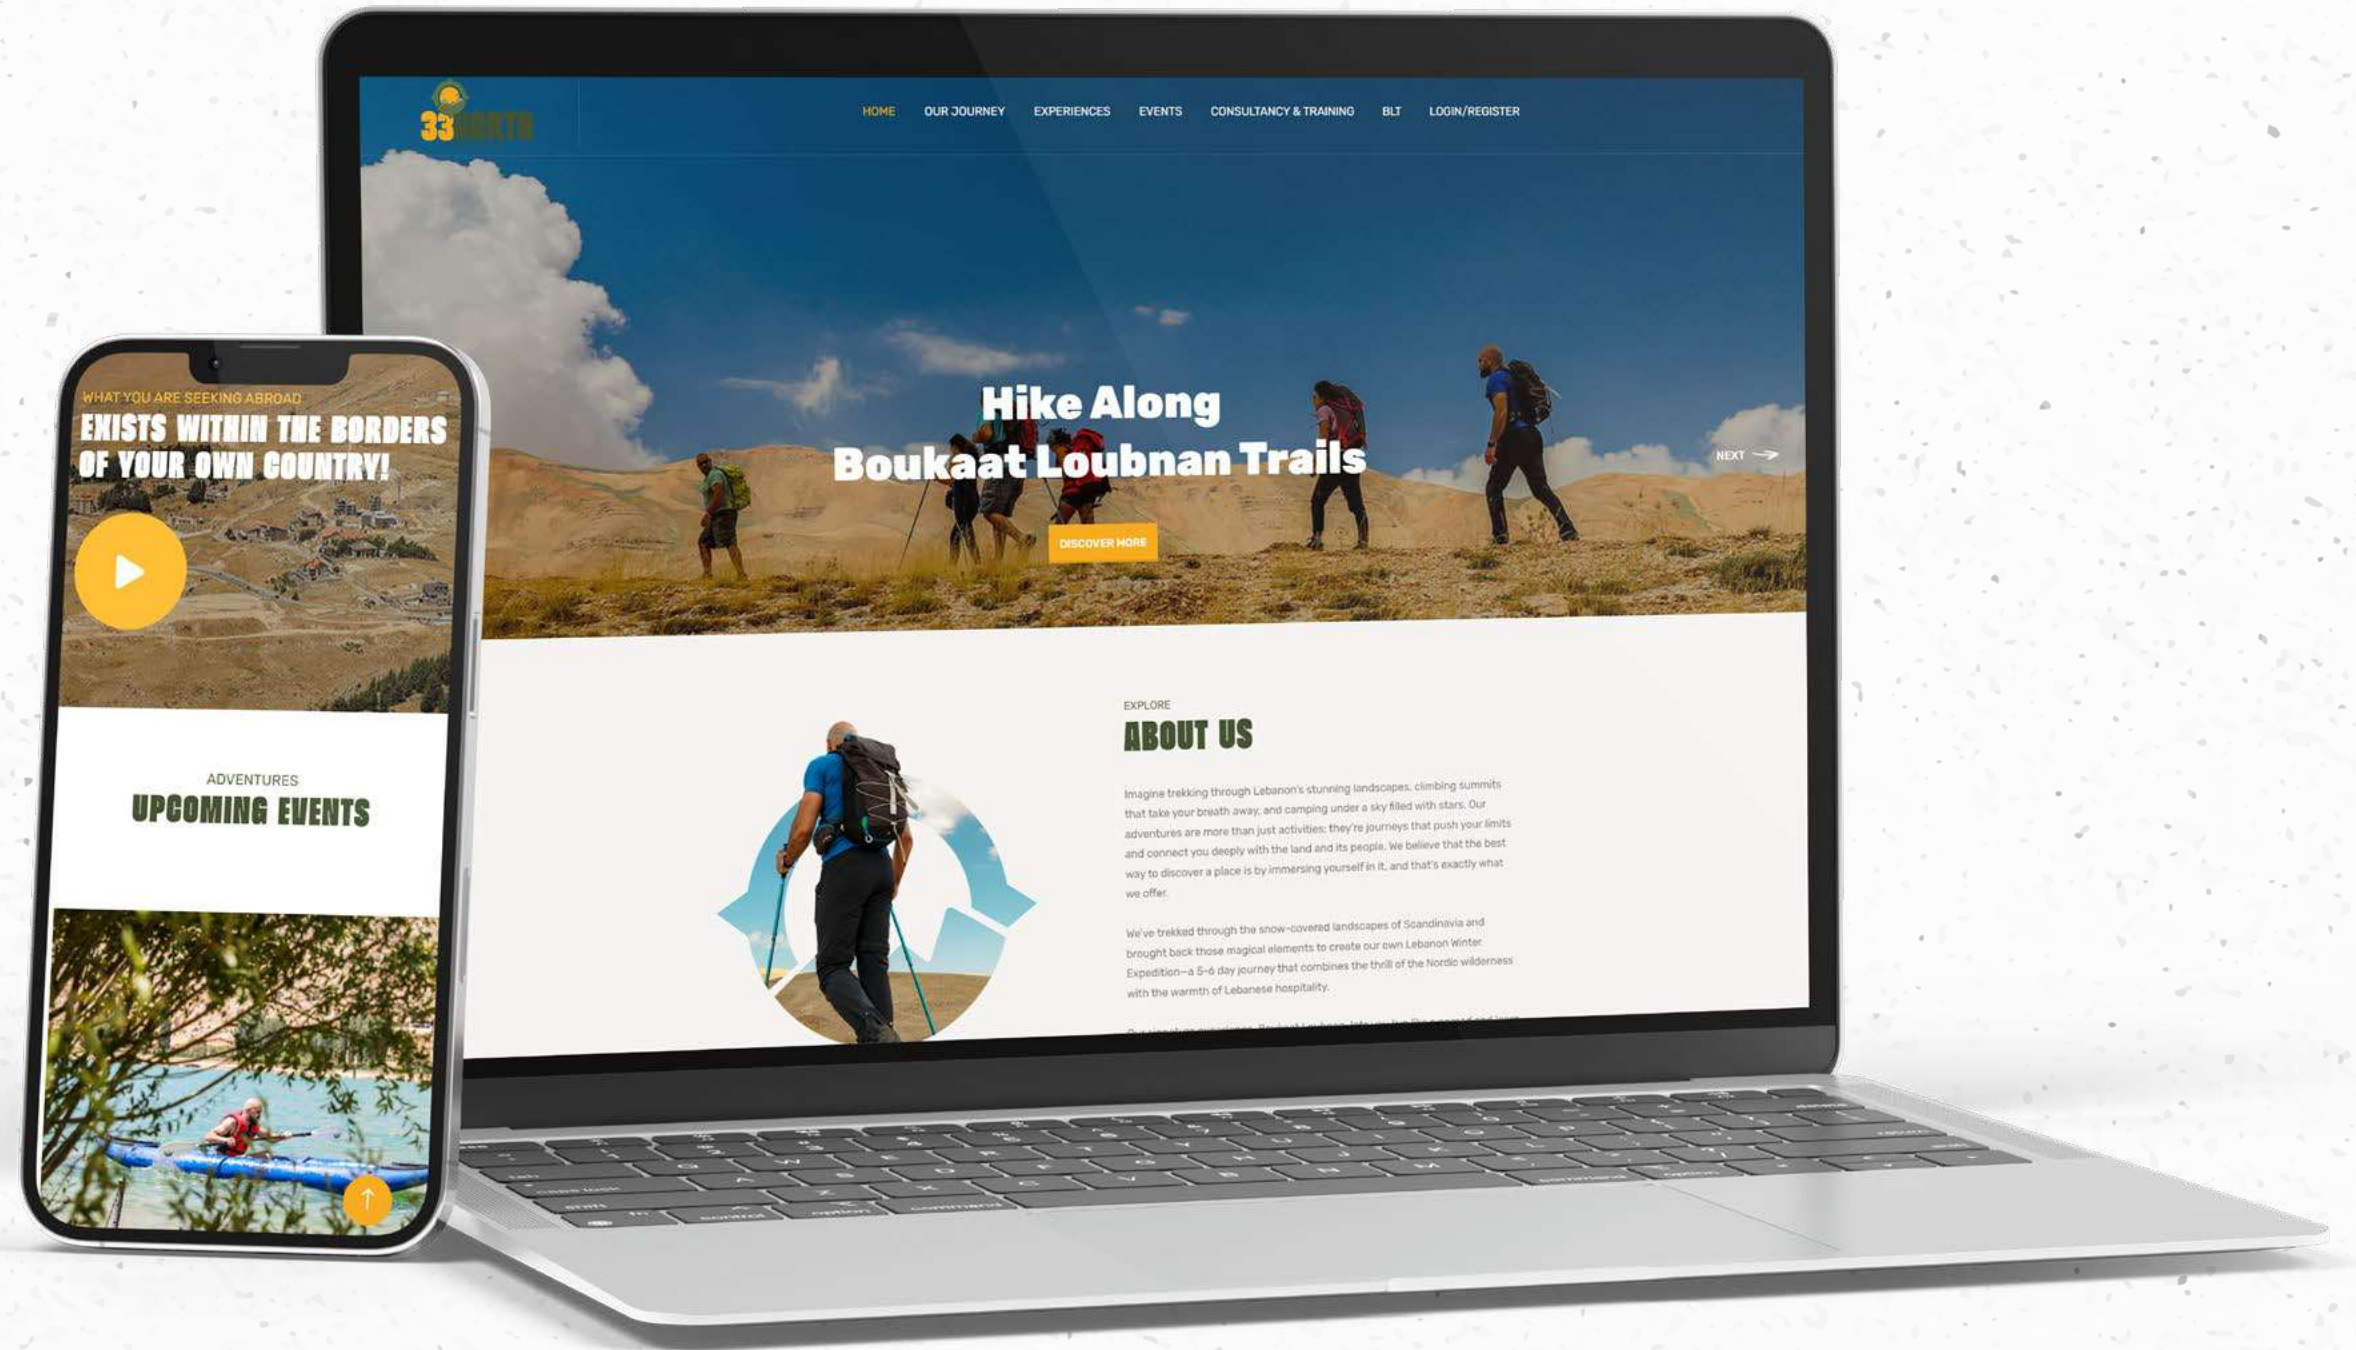 33NORTH
HOME OUR JOURNEY EXPERIENCES EVENTS CONSULTANCY & TRAINING BLT LOGIN/REGISTER
Hike Along
Boukaat Loubnan Trails
NEXT
DISCOVER MORE
EXPLORE
ABOUT US
Imagine trekking through Lebanon's stunning landscapes, climbing summits
that take your breath away, and camping under a sky filled with stars. Our
adventures are more than just activities; they're journeys that push your limits
and connect you deeply with the land and its people. We believe that the best
way to discover a place is by immersing yourself in it, and that's exactly what
we offer.
We've trekked through the snow-covered landscapes of Scandinavia and
brought back those magical elements to create our own Lebanon Winter
Expedition—a 5-6 day journey that combines the thrill of the Nordic wilderness
with the warmth of Lebanese hospitality.
WHAT YOU ARE SEEKING ABROAD
EXISTS WITHIN THE BORDERS
OF YOUR OWN COUNTRY!
ADVENTURES
UPCOMING EVENTS